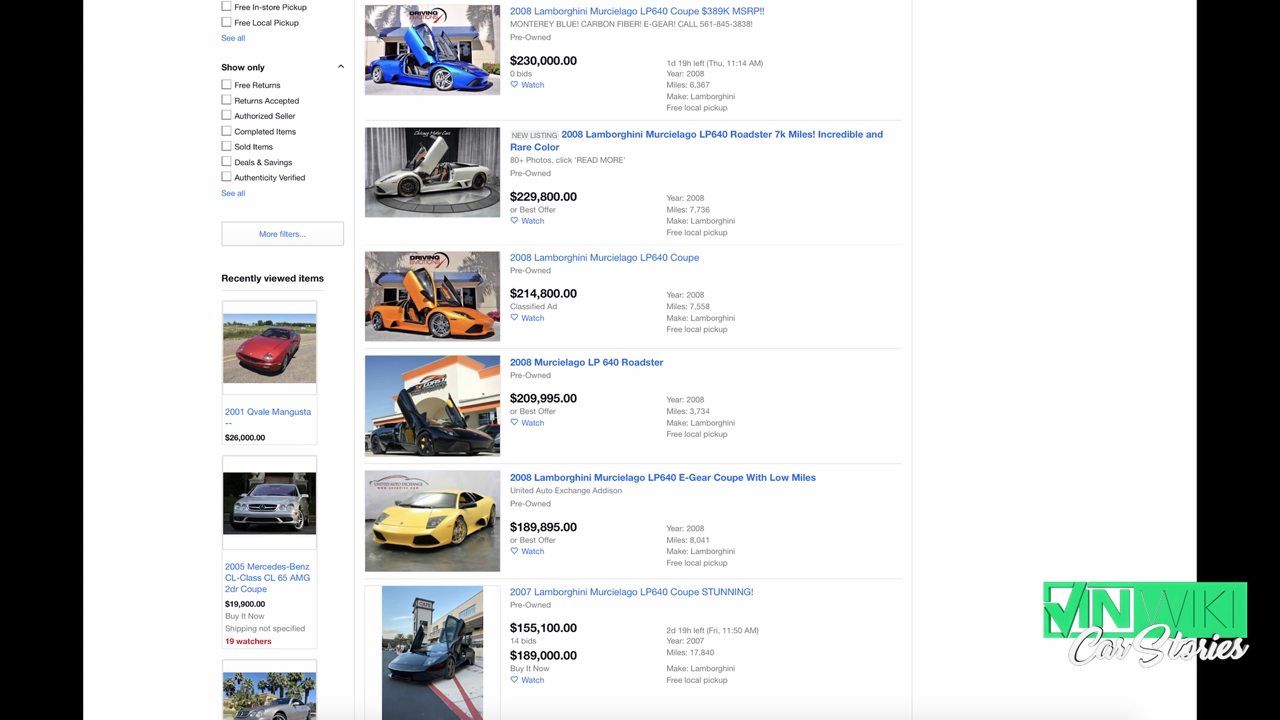 Free In-store Pickup
Free Local Pickup
See all
Show only
Free Returns
Returns Accepted
Authorized Seller
Completed Items
Sold Items
Deals & Savings
Authenticity Verified
See all
More filters...
Recently viewed items
2001 Qvale Mangusta
--
$26,000.00
2005 Mercedes-Benz
CL-Class CL 65 AMG
2dr Coupe
$19,900.00
Buy It Now
Shipping not specified
19 watchers
DRIVING
EMOTIONS
2008 Lamborghini Murcielago LP640 Coupe $389K MSRP!!
MONTEREY BLUE! CARBON FIBER! E-GEAR! CALL 561-845-3838!
Pre-Owned
$230,000.00
0 bids
Watch
1d 19h left (Thu, 11:14 AM)
Year: 2008
Miles: 6,367
Make: Lamborghini
Free local pickup
Chicago Motor Cars
NEW LISTING 2008 Lamborghini Murcielago LP640 Roadster 7k Miles! Incredible and
Rare Color
80+ Photos, click 'READ MORE'
Pre-Owned
$229,800.00
or Best Offer
Watch
Year: 2008
Miles: 7,736
Make: Lamborghini
Free local pickup
DRIVING
EMOTIONS
2008 Lamborghini Murcielago LP640 Coupe
Pre-Owned
$214,800.00
Classified Ad
Watch
Year: 2008
Miles: 7,558
Make: Lamborghini
Free local pickup
2008 Murcielago LP 640 Roadster
Pre-Owned
$209,995.00
or Best Offer
Watch
Year: 2008
Miles: 3,734
Make: Lamborghini
Free local pickup
UNITED AUTO EXCHANGE
2008 Lamborghini Murcielago LP640 E-Gear Coupe With Low Miles
United Auto Exchange Addison
Pre-Owned
$189,895.00
or Best Offer
Watch
Year: 2008
Miles: 8,041
Make: Lamborghini
Free local pickup
CAFE
2007 Lamborghini Murcielago LP640 Coupe STUNNING!
Pre-Owned
$155,100.00
14 bids
$189,000.00
Buy It Now
Watch
2d 19h left (Fri, 11:50 AM)
Year: 2007
Miles: 17,840
Make: Lamborghini
Free local pickup
VINWIKI
Car Stories